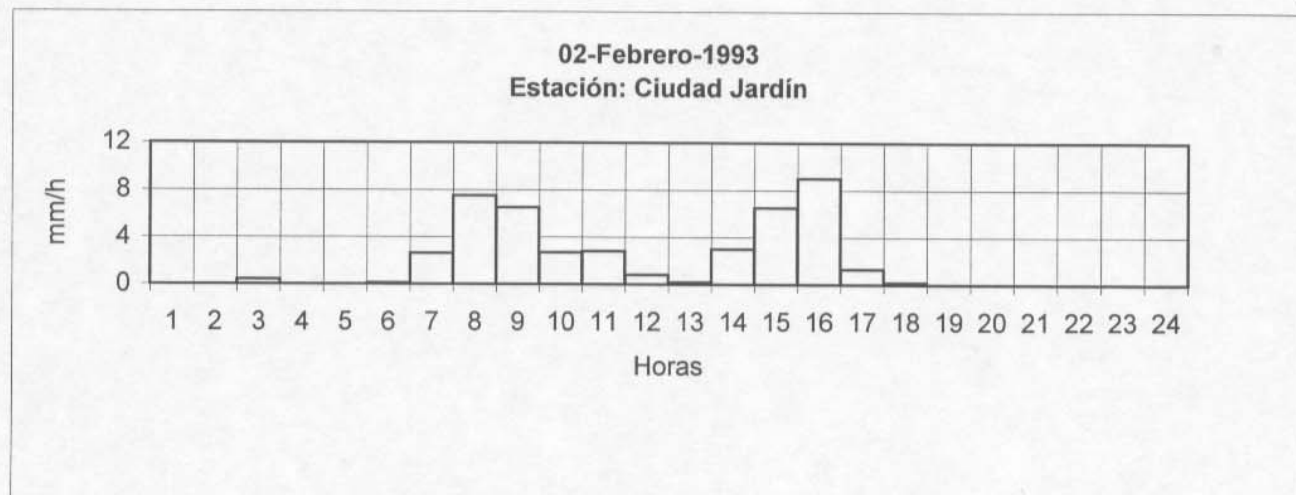 02-Febrero-1993
Estación: Ciudad Jardín
12
8
4
0
mm/h
1 2 3 4 5 6 7 8 9 10 11 12 13 14 15 16 17 18 19 20 21 22 23 24
Horas